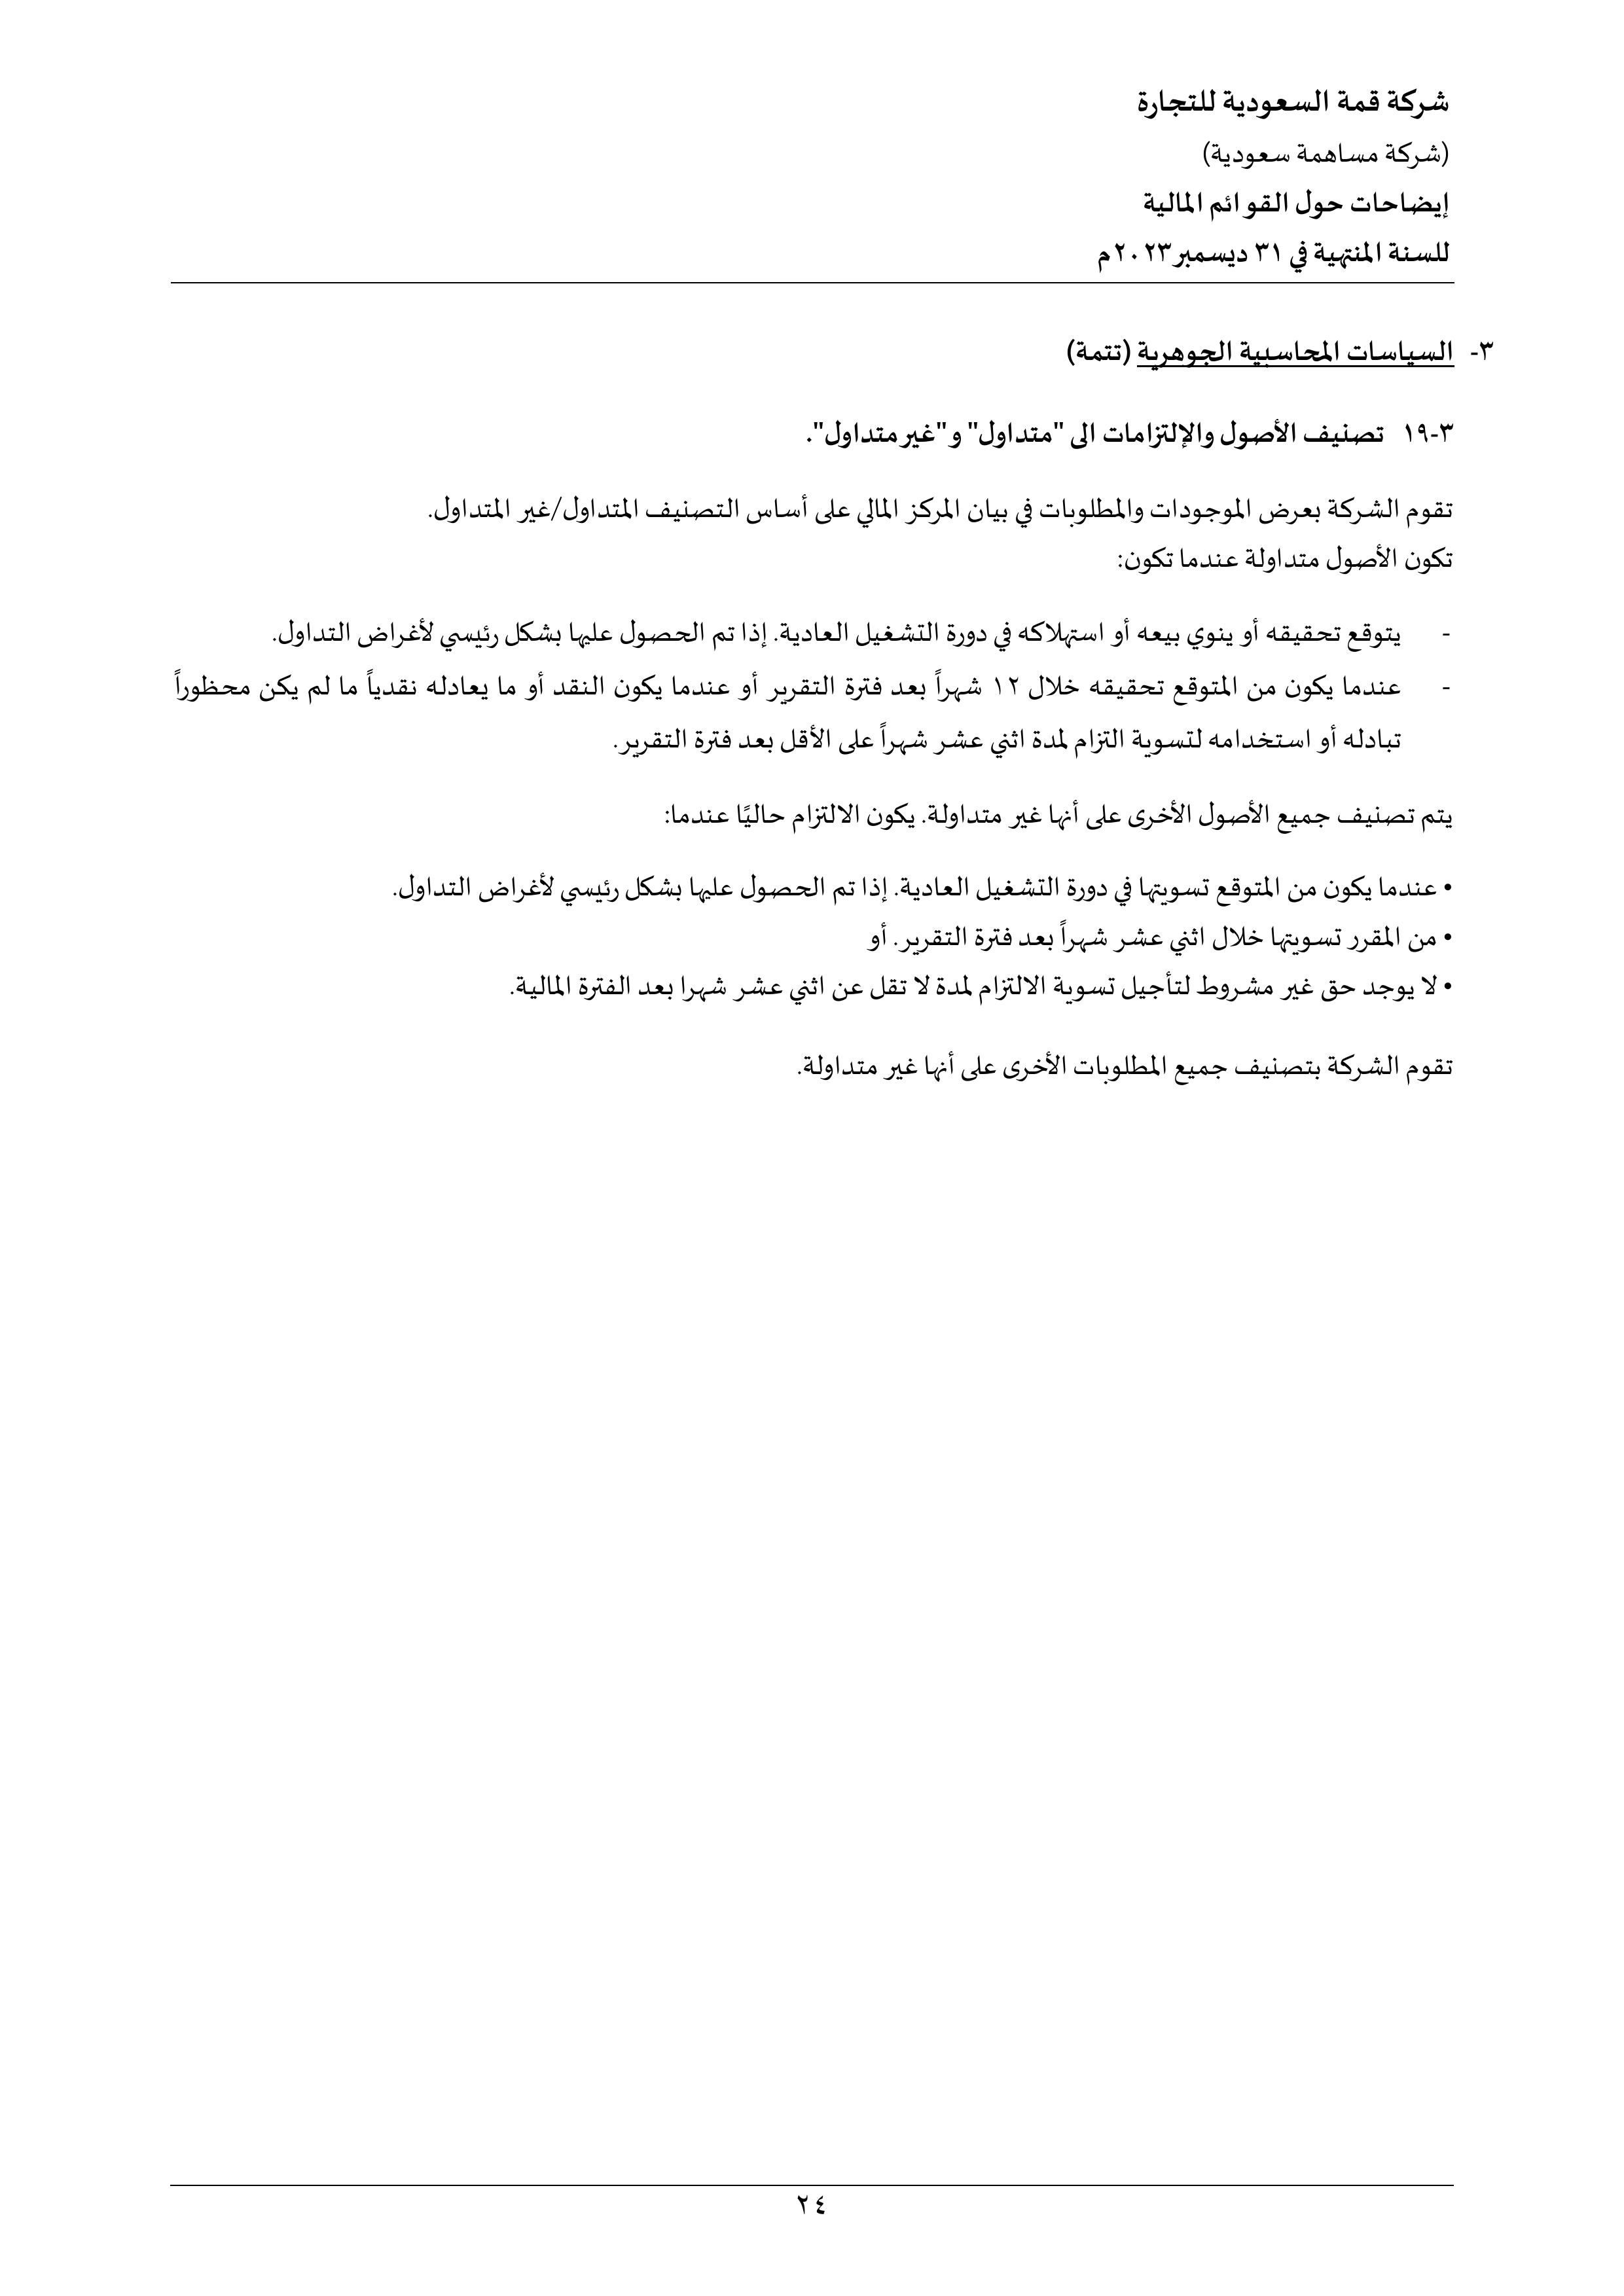 شركة قمة السعودية للتجارة
(شركة مساهمة سعودية)
إيضاحات حول القوائم المالية
للسنة المنتهية في ٣١ ديسمبر ٢٠٢٣م
٣- السياسات المحاسبية الجوهرية (تتمة)
٣-١٩ تصنيف الأصول والإلتزامات الى "متداول" و"غير متداول".
تقوم الشركة بعرض الموجودات والمطلوبات في بيان المركز المالي على أساس التصنيف المتداول/غير المتداول.
تكون الأصول متداولة عندما تكون:
- يتوقع تحقيقه أو ينوي بيعه أو استهلاكه في دورة التشغيل العادية. إذا تم الحصول عليها بشكل رئيسي لأغراض التداول.
- عندما يكون من المتوقع تحقيقه خلال ١٢ شهراً بعد فترة التقرير أو عندما يكون النقد أو ما يعادله نقدياً ما لم يكن محظوراً
تبادله أو استخدامه لتسوية التزام لمدة اثني عشر شهراً على الأقل بعد فترة التقرير.
يتم تصنيف جميع الأصول الأخرى على أنها غير متداولة. يكون الالتزام حاليًا عندما:
• عندما يكون من المتوقع تسويتها في دورة التشغيل العادية. إذا تم الحصول عليها بشكل رئيسي لأغراض التداول.
• من المقرر تسويتها خلال اثني عشر شهراً بعد فترة التقرير. أو
• لا يوجد حق غير مشروط لتأجيل تسوية الالتزام لمدة لا تقل عن اثني عشر شهرا بعد الفترة المالية.
تقوم الشركة بتصنيف جميع المطلوبات الأخرى على أنها غير متداولة.
٢٤